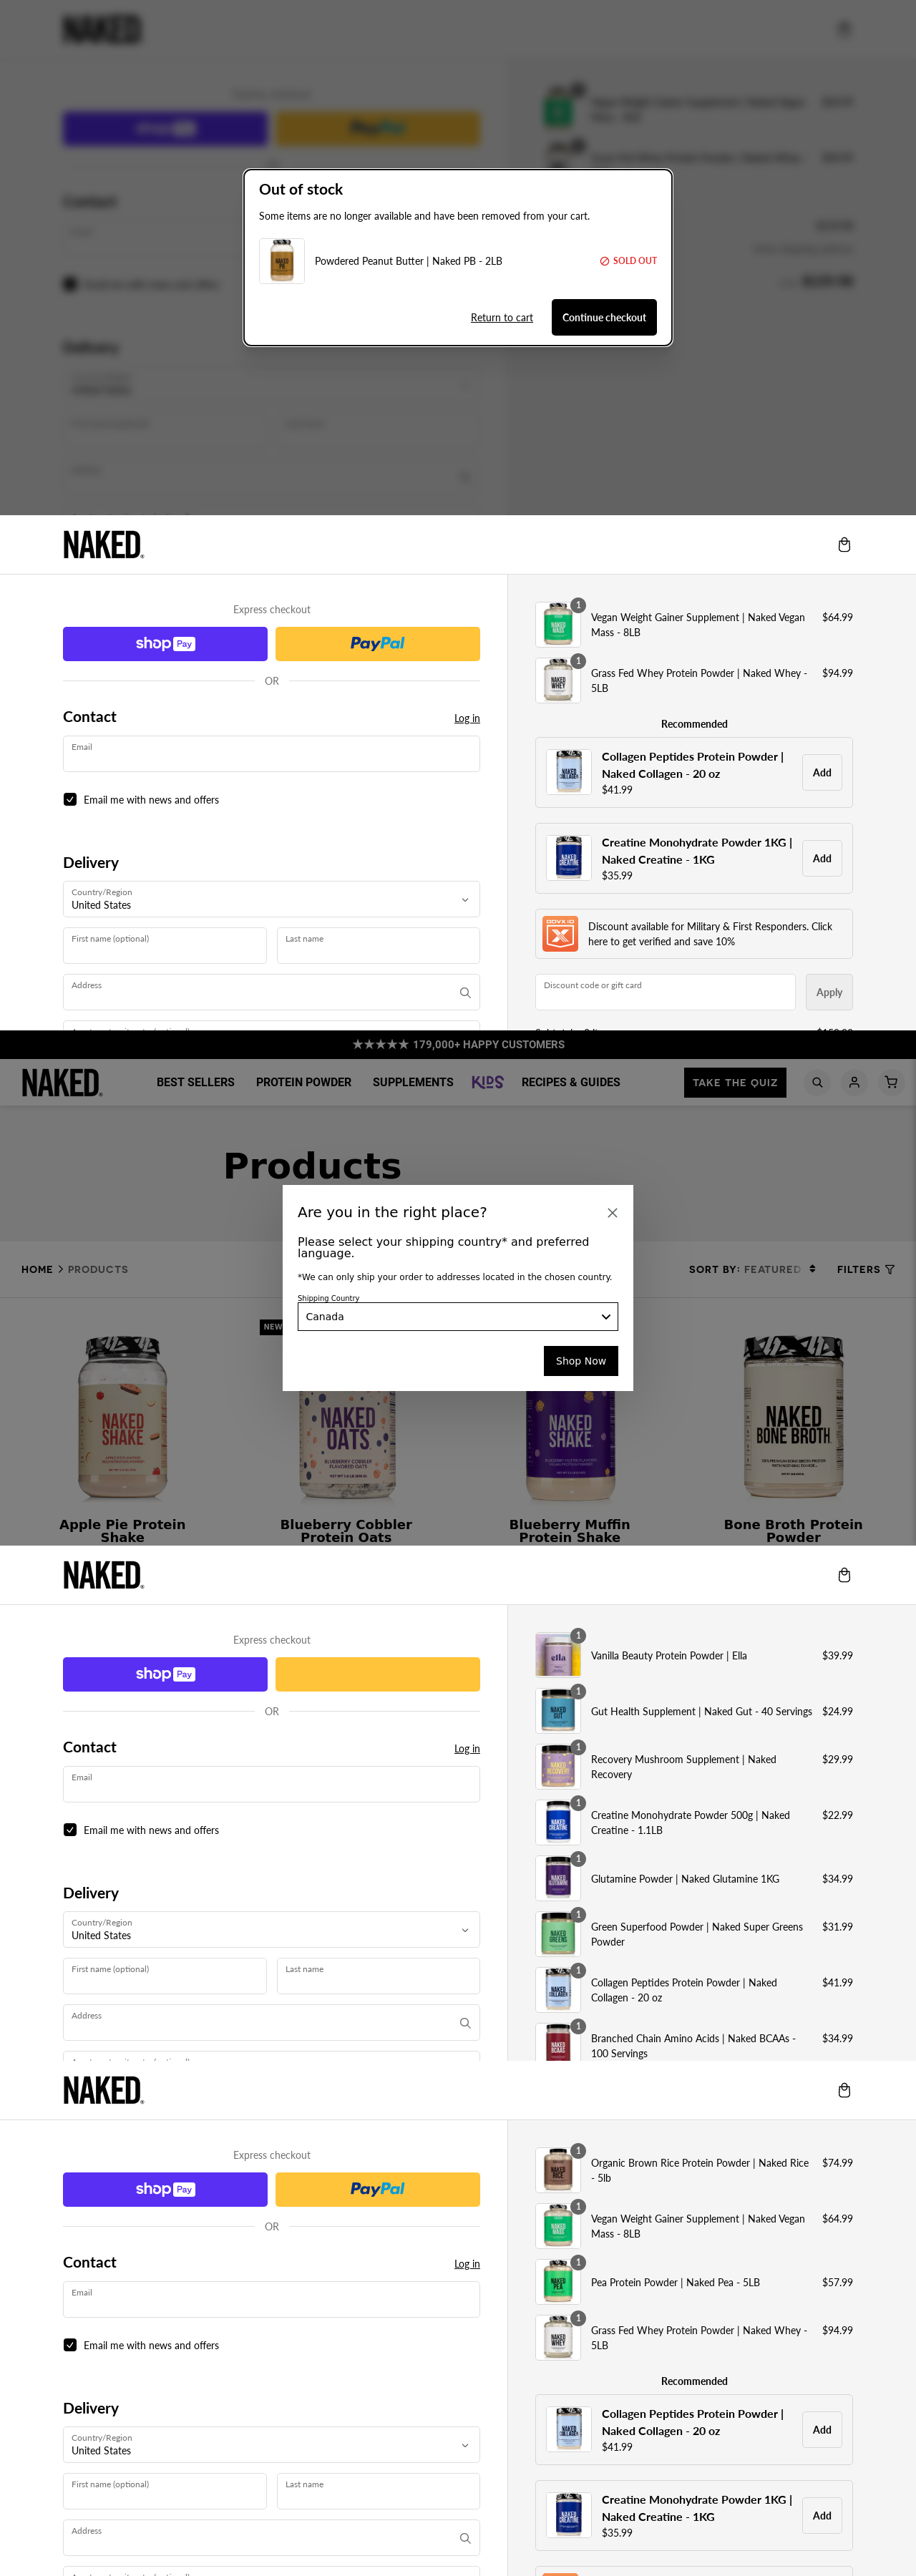 NAKED
shop
PayPal
Contact
Delivery
Out of stock
Some items are no longer available and have been removed from your cart.
Powdered Peanut Butter | Naked PB - 2LB
SOLD OUT
Return to cart
Continue checkout
NAKED
Express checkout
shop Pay
PayPal
OR
Contact
Log in
Email
Email me with news and offers
Delivery
Country/Region
United States
First name (optional)
Last name
Address
1
Vegan Weight Gainer Supplement | Naked Vegan
Mass - 8LB
$64.99
1
Grass Fed Whey Protein Powder | Naked Whey -
5LB
$94.99
Recommended
Collagen Peptides Protein Powder |
Naked Collagen - 20 oz
$41.99
Add
Creatine Monohydrate Powder 1KG |
Naked Creatine - 1KG
$35.99
Add
GOVX ID
Discount available for Military & First Responders. Click
here to get verified and save 10%
Discount code or gift card
Apply
★★★★★ 179,000+ HAPPY CUSTOMERS
NAKED
BEST SELLERS
PROTEIN POWDER
SUPPLEMENTS
KIDS
RECIPES & GUIDES
TAKE THE QUIZ
Products
HOME > PRODUCTS
SORT BY: FEATURED
FILTERS
Are you in the right place?
Please select your shipping country* and preferred
language.
*We can only ship your order to addresses located in the chosen country.
Shipping Country
Canada
Shop Now
NEW
NAKED
SHAKE
NAKED
OATS
BLUEBERRY COBBLER
FLAVORED OATS
NAKED
SHAKE
NAKED
BONE BROTH
Apple Pie Protein
Shake
Blueberry Cobbler
Protein Oats
Blueberry Muffin
Protein Shake
Bone Broth Protein
Powder
NAKED
Express checkout
shop Pay
OR
Contact
Log in
Email
Email me with news and offers
Delivery
Country/Region
United States
First name (optional)
Last name
Address
1
Vanilla Beauty Protein Powder | Ella
$39.99
1
Gut Health Supplement | Naked Gut - 40 Servings
$24.99
1
Recovery Mushroom Supplement | Naked
Recovery
$29.99
1
Creatine Monohydrate Powder 500g | Naked
Creatine - 1.1LB
$22.99
1
Glutamine Powder | Naked Glutamine 1KG
$34.99
1
Green Superfood Powder | Naked Super Greens
Powder
$31.99
1
Collagen Peptides Protein Powder | Naked
Collagen - 20 oz
$41.99
1
Branched Chain Amino Acids | Naked BCAAs -
100 Servings
$34.99
NAKED
Express checkout
shop Pay
PayPal
OR
Contact
Log in
Email
Email me with news and offers
Delivery
Country/Region
United States
First name (optional)
Last name
Address
1
Organic Brown Rice Protein Powder | Naked Rice
- 5lb
$74.99
1
Vegan Weight Gainer Supplement | Naked Vegan
Mass - 8LB
$64.99
1
Pea Protein Powder | Naked Pea - 5LB
$57.99
1
Grass Fed Whey Protein Powder | Naked Whey -
5LB
$94.99
Recommended
Collagen Peptides Protein Powder |
Naked Collagen - 20 oz
$41.99
Add
Creatine Monohydrate Powder 1KG |
Naked Creatine - 1KG
$35.99
Add